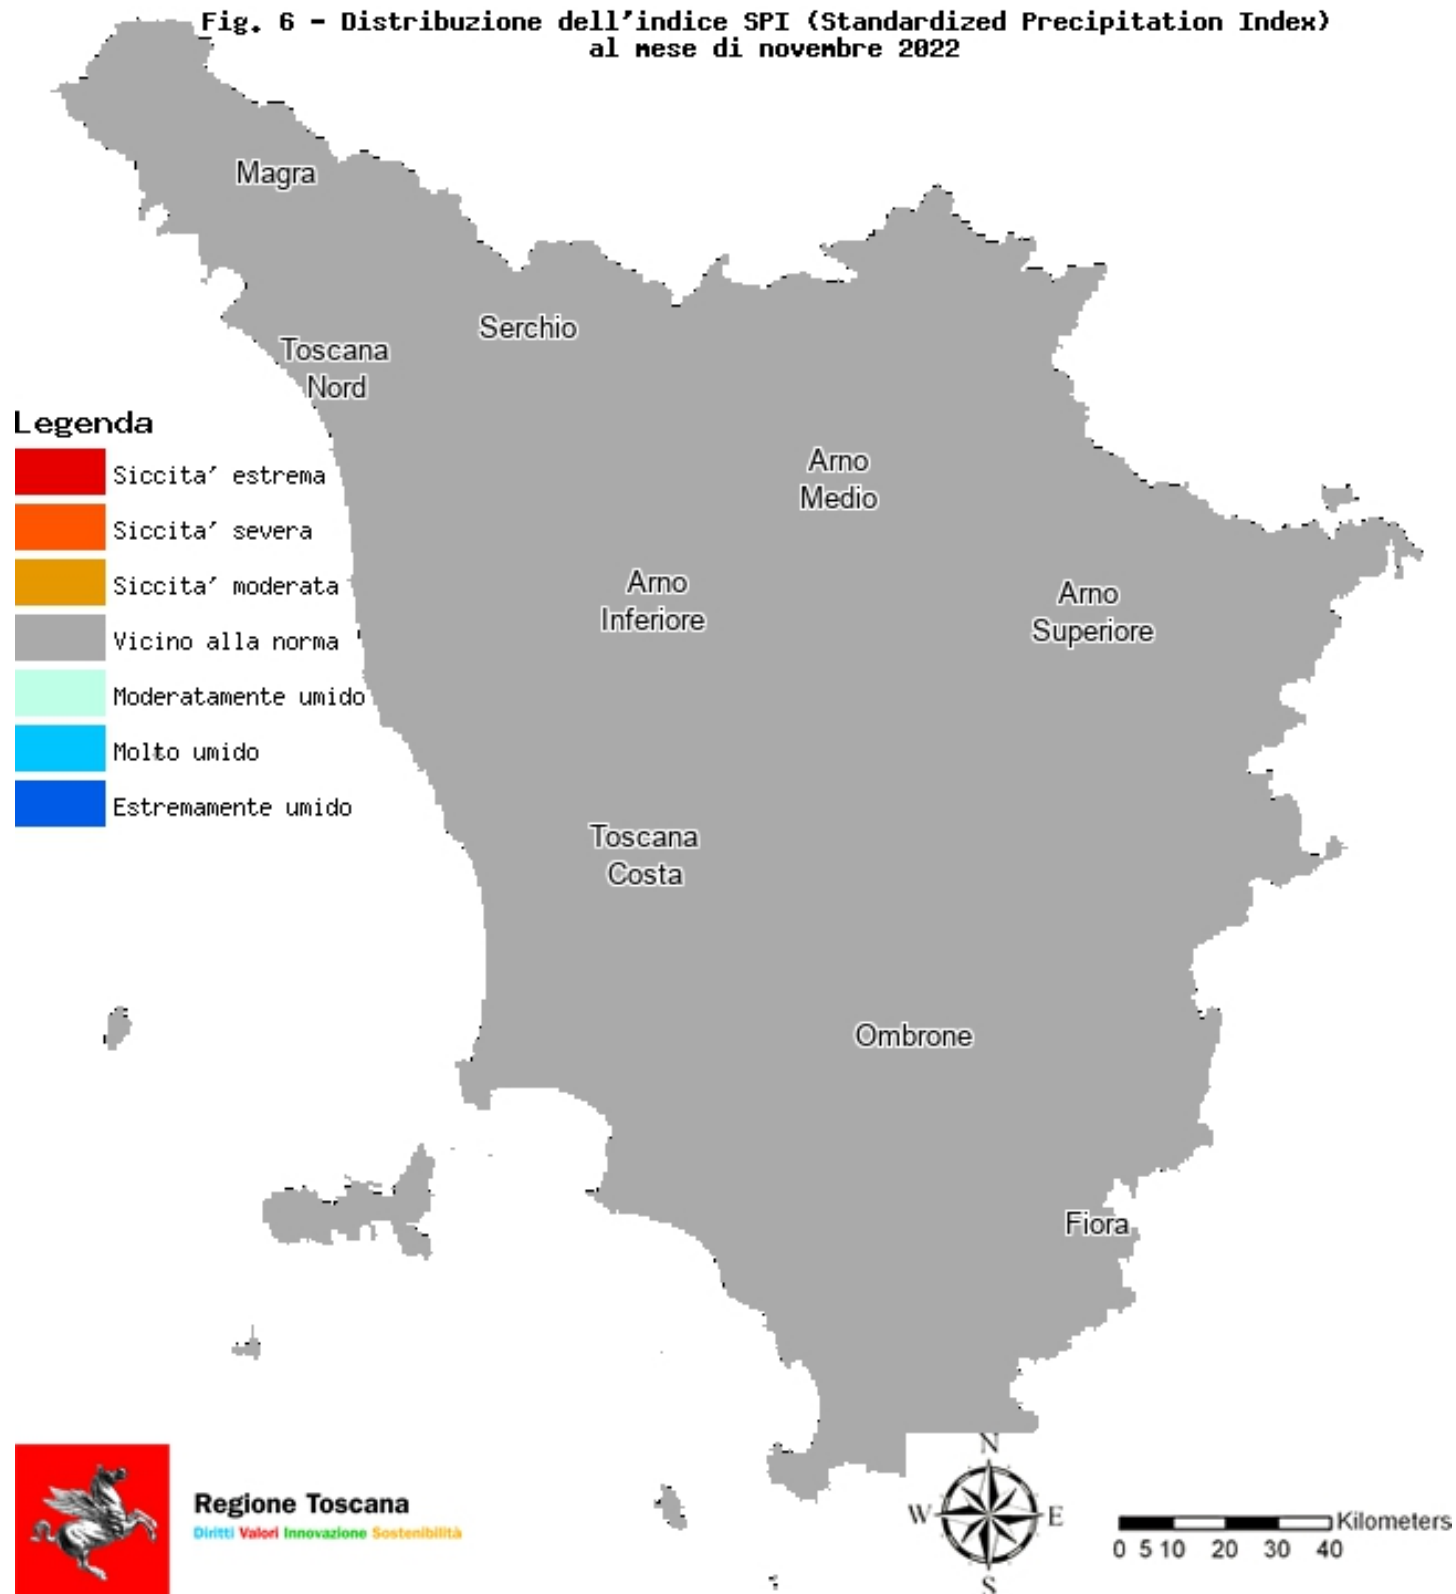 Fig. 6 - Distribuzione dell'indice SPI (Standardized Precipitation Index)
al mese di novembre 2022
Magra
Serchio
Toscana
Nord
Legenda
Siccita' estrema
Siccita' severa
Siccita' moderata
Vicino alla norma
Moderatamente umido
Molto umido
Estremamente umido
Arno
Medio
Arno
Inferiore
Arno
Superiore
Toscana
Costa
Ombrone
Fiora
Regione Toscana
Diritti Valori Innovazione Sostenibilità
N
W E
S
Kilometers
0 5 10 20 30 40